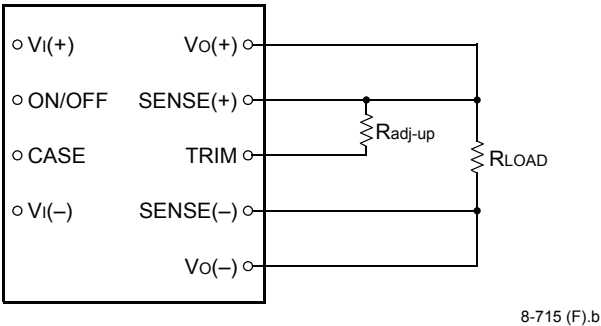 VI(+) VO(+)
ON/OFF SENSE(+)
Radj-up
CASE TRIM
RLOAD
VI(–) SENSE(–)
VO(–)
8-715 (F).b